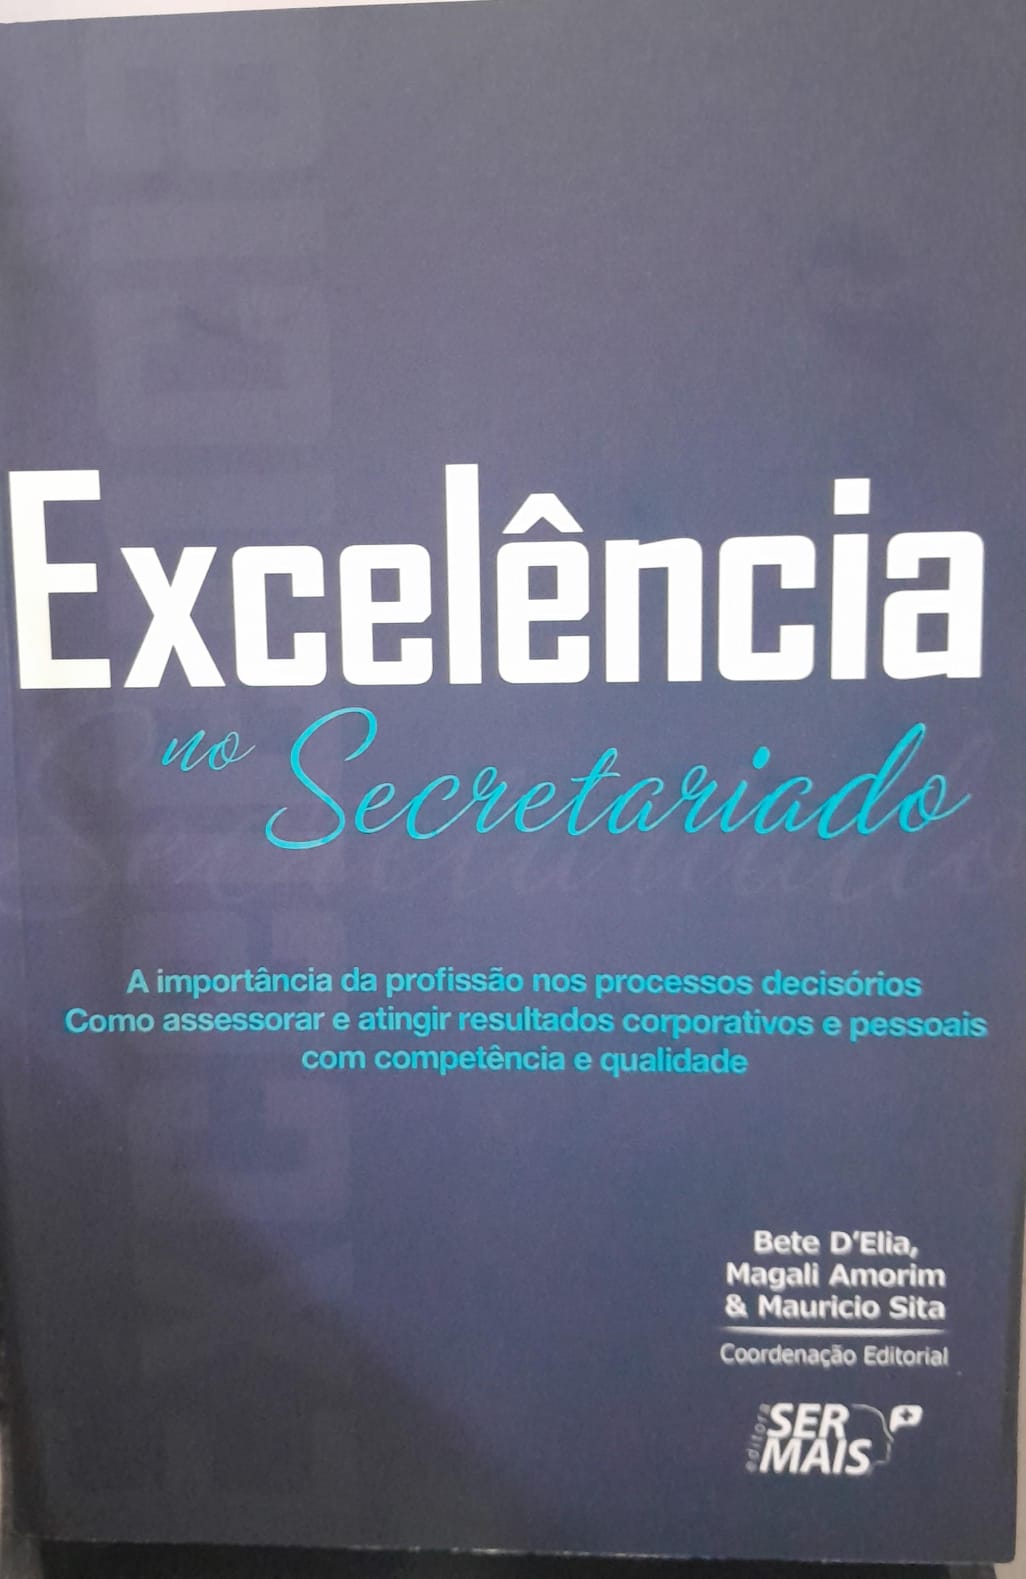 Excelência
no Secretariado
A importância da profissão nos processos decisórios
Como assessorar e atingir resultados corporativos e pessoais
com competência e qualidade
Bete D'Elia,
Magali Amorim
& Mauricio Sita
Coordenação Editorial
editora
SER
MAIS